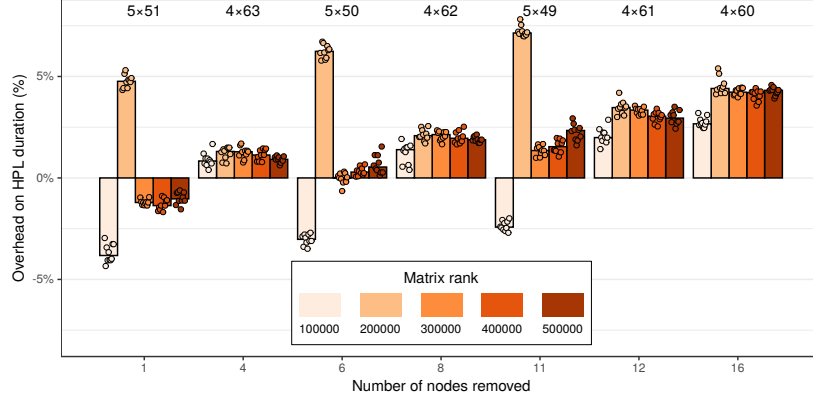 5×51 4×63 5×50 4×62 5×49 4×61 4×60
Overhead on HPL duration (%)
5%
0%
-5%
Matrix rank
100000 200000 300000 400000 500000
1 4 6 8 11 12 16
Number of nodes removed